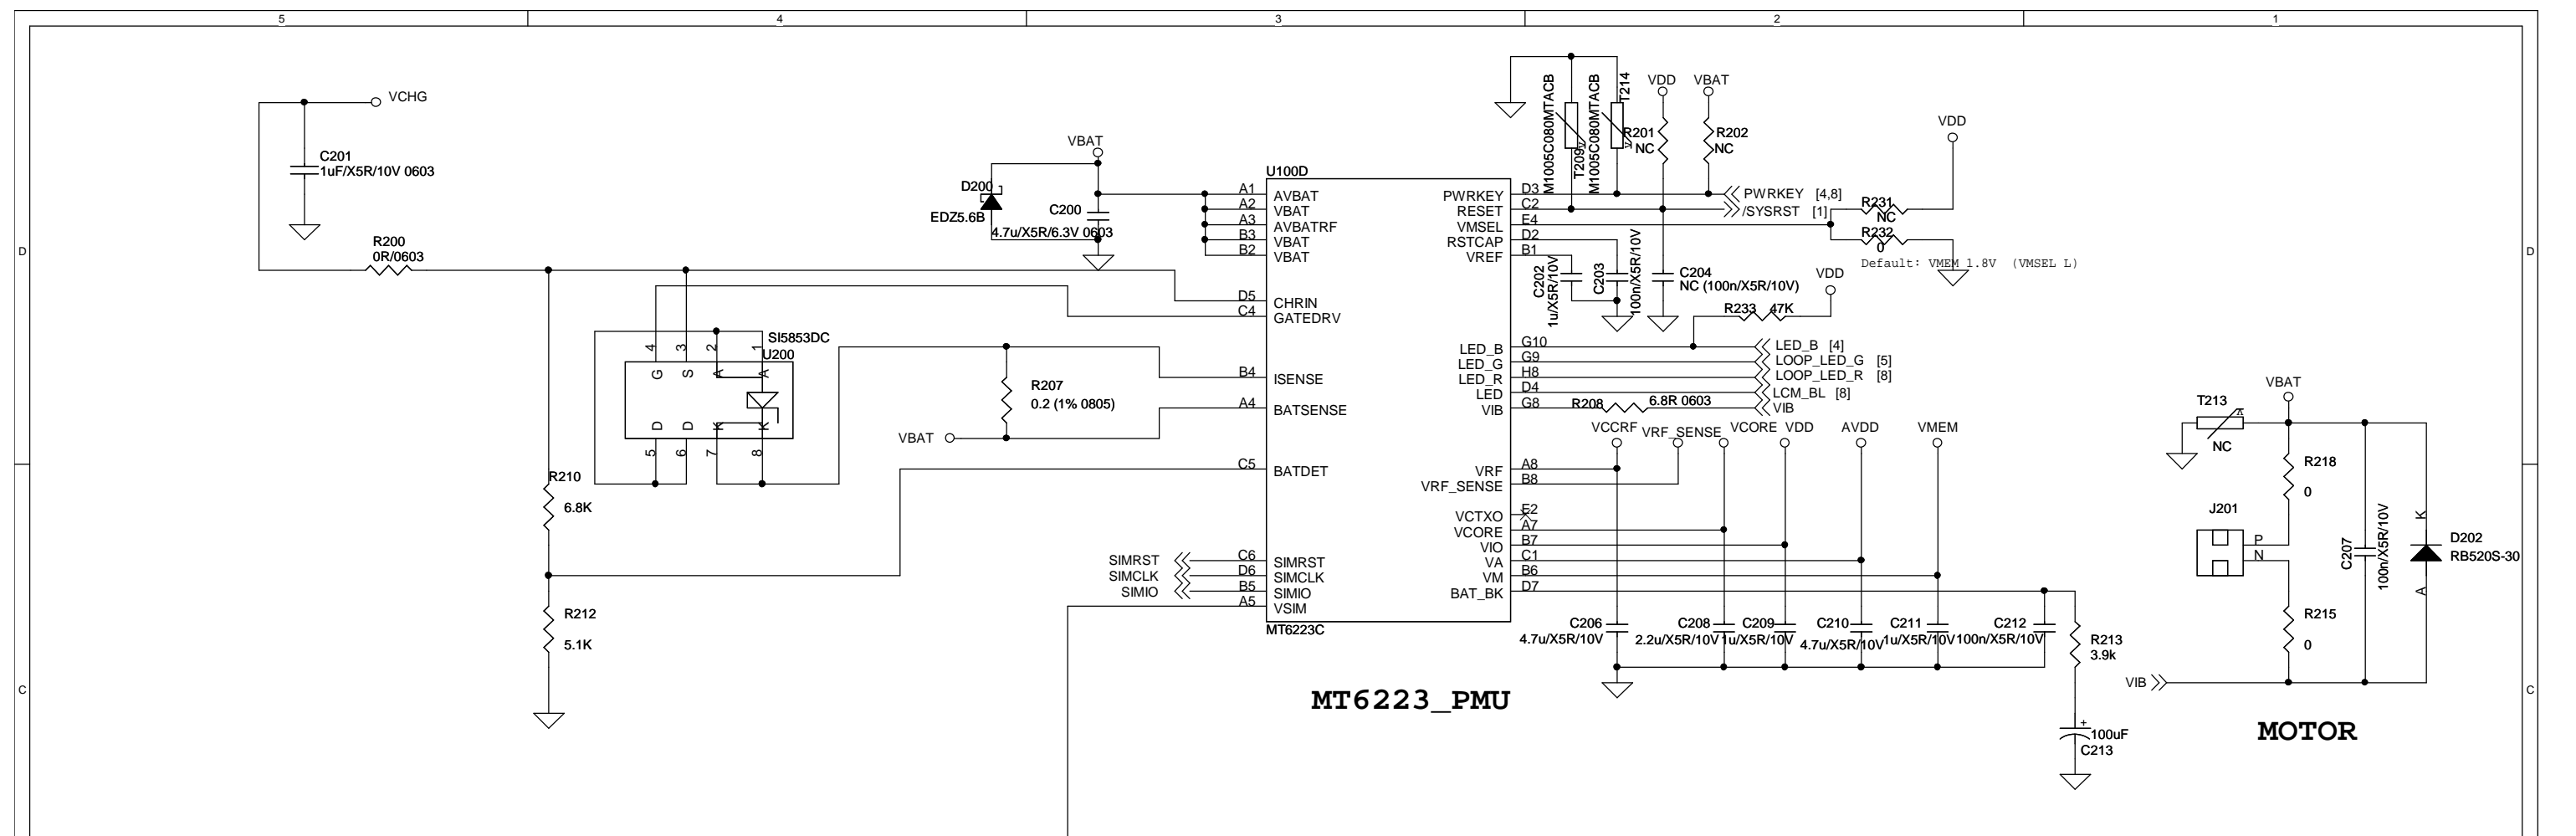 5 4 3 2 1
D
C
D
C
VCHG
C201
1uF/X5R/10V 0603
R200
0R/0603
VBAT
D200
EDZ5.6B
C200
4.7u/X5R/6.3V 0603
SI5853DC
U200
4 3 2 1
G S A A
D D K K
5 6 7 8
R207
0.2 (1% 0805)
VBAT
R210
6.8K
R212
5.1K
SIMRST
SIMCLK
SIMIO
U100D
A1 AVBAT
A2 VBAT
A3 AVBATRF
B3 VBAT
B2 VBAT
D5 CHRIN
C4 GATEDRV
B4 ISENSE
A4 BATSENSE
C5 BATDET
C6 SIMRST
D6 SIMCLK
B5 SIMIO
A5 VSIM
MT6223C
PWRKEY D3
RESET C2
VMSEL E4
RSTCAP D2
VREF B1
LED_B G10
LED_G G9
LED_R H8
LED D4
VIB G8
VRF A8
VRF_SENSE B8
VCTXO E2
VCORE A7
VIO B7
VA C1
VM B6
BAT_BK D7
M1005C080MTACB
T209
M1005C080MTACB
T214
VDD
R201
NC
VBAT
R202
NC
PWRKEY [4,8]
/SYSRST [1]
VDD
R231
NC
R232
0
Default: VMEM 1.8V (VMSEL L)
C202
1u/X5R/10V
C203
100n/X5R/10V
C204
NC (100n/X5R/10V)
VDD
R233 47K
LED_B [4]
LOOP_LED_G [5]
LOOP_LED_R [8]
LCM_BL [8]
VIB
R208 6.8R 0603
VCCRF VRF_SENSE VCORE VDD AVDD VMEM
C206
4.7u/X5R/10V
C208
2.2u/X5R/10V
C209
1u/X5R/10V
C210
4.7u/X5R/10V
C211
1u/X5R/10V
C212
100n/X5R/10V
R213
3.9k
+
100uF
C213
MT6223_PMU
VBAT
T213
NC
R218
0
J201
P
N
R215
0
C207
100n/X5R/10V
K
D202
RB520S-30
A
VIB
MOTOR